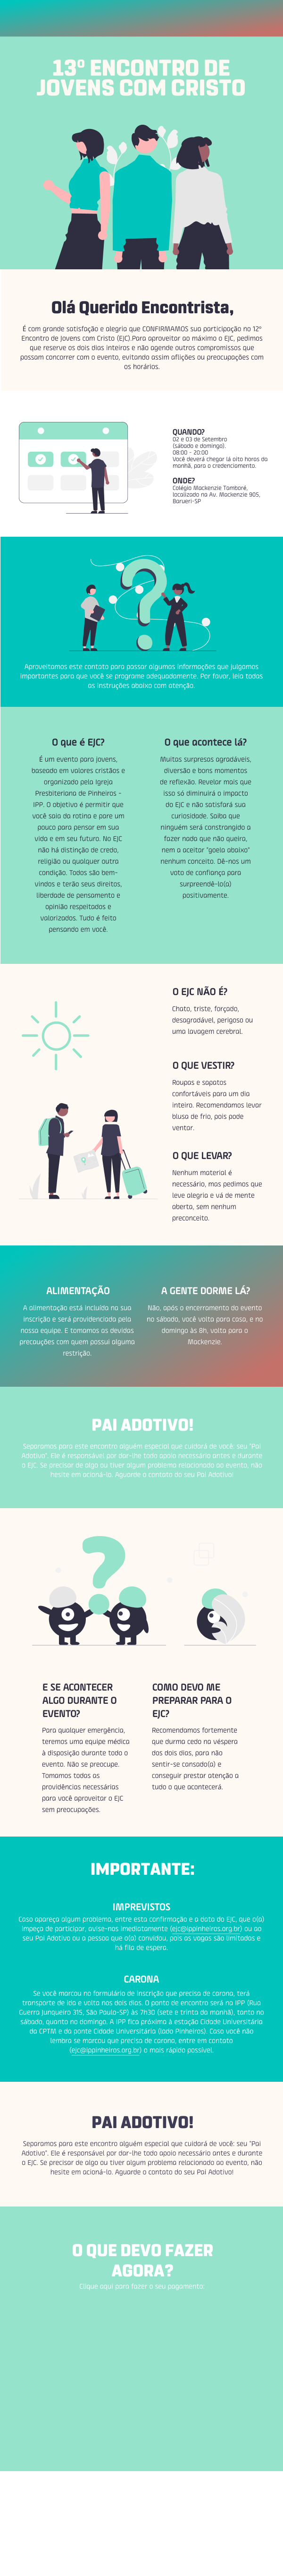 13º ENCONTRO DE
JOVENS COM CRISTO
Olá Querido Encontrista,
É com grande satisfação e alegria que CONFIRMAMOS sua participação no 12º
Encontro de Jovens com Cristo (EJC).Para aproveitar ao máximo o EJC, pedimos
que reserve os dois dias inteiros e não agende outros compromissos que
possam concorrer com o evento, evitando assim aflições ou preocupações com
os horários.
QUANDO?
02 e 03 de Setembro
(sábado e domingo).
08:00 - 20:00
Você deverá chegar lá oito horas da
manhã, para o credenciamento.
ONDE?
Colégio Mackenzie Tamboré,
localizado na Av. Mackenzie 905,
Barueri-SP
Aproveitamos este contato para passar algumas informações que julgamos
importantes para que você se programe adequadamente. Por favor, leia todas
as instruções abaixo com atenção.
O que é EJC?
É um evento para jovens,
baseado em valores cristãos e
organizado pela Igreja
Presbiteriana de Pinheiros -
IPP. O objetivo é permitir que
você saia da rotina e pare um
pouco para pensar em sua
vida e em seu futuro. No EJC
não há distinção de credo,
religião ou qualquer outra
condição. Todos são bem-
vindos e terão seus direitos,
liberdade de pensamento e
opinião respeitados e
valorizados. Tudo é feito
pensando em você.
O que acontece lá?
Muitas surpresas agradáveis,
diversão e bons momentos
de reflexão. Revelar mais que
isso só diminuirá o impacto
do EJC e não satisfará sua
curiosidade. Saiba que
ninguém será constrangido a
fazer nada que não queira,
nem a aceitar "goela abaixo"
nenhum conceito. Dê-nos um
voto de confiança para
surpreendê-lo(a)
positivamente.
O EJC NÃO É?
Chato, triste, forçado,
desagradável, perigoso ou
uma lavagem cerebral.
O QUE VESTIR?
Roupas e sapatos
confortáveis para um dia
inteiro. Recomendamos levar
blusa de frio, pois pode
ventar.
O QUE LEVAR?
Nenhum material é
necessário, mas pedimos que
leve alegria e vá de mente
aberta, sem nenhum
preconceito.
ALIMENTAÇÃO
A alimentação está incluída na sua
inscrição e será providenciada pela
nossa equipe. E tomamos os devidos
precauções com quem possui alguma
restrição.
A GENTE DORME LÁ?
Não, após o encerramento do evento
no sábado, você volta para casa, e no
domingo às 8h, volta para o
Mackenzie.
PAI ADOTIVO!
Separamos para este encontro alguém especial que cuidará de você: seu "Pai
Adotivo". Ele é responsável por dar-lhe todo apoio necessário antes e durante
o EJC. Se precisar de algo ou tiver algum problema relacionado ao evento, não
hesite em acioná-lo. Aguarde o contato do seu Pai Adotivo!
E SE ACONTECER
ALGO DURANTE O
EVENTO?
Para qualquer emergência,
teremos uma equipe médica
à disposição durante todo o
evento. Não se preocupe.
Tomamos todas as
providências necessárias
para você aproveitar o EJC
sem preocupações.
COMO DEVO ME
PREPARAR PARA O
EJC?
Recomendamos fortemente
que durma cedo na véspera
dos dois dias, para não
sentir-se cansado(a) e
conseguir prestar atenção a
tudo o que acontecerá.
IMPORTANTE:
IMPREVISTOS
Caso apareça algum problema, entre esta confirmação e a data do EJC, que o(a)
impeça de participar, avise-nos imediatamente (ejc@ippinheiros.org.br) ou ao
seu Pai Adotivo ou a pessoa que o(a) convidou, pois as vagas são limitadas e
há fila de espera.
CARONA
Se você marcou no formulário de inscrição que precisa de carona, terá
transporte de ida e volta nos dois dias. O ponto de encontro será na IPP (Rua
Guerra Junqueiro 315, São Paulo-SP) às 7h30 (sete e trinta da manhã), tanto no
sábado, quanto no domingo. A IPP fica próxima à estação Cidade Universitária
da CPTM e da ponte Cidade Universitária (lado Pinheiros). Caso você não
lembra se marcou que precisa de carona, entre em contato
(ejc@ippinheiros.org.br) o mais rápido possível.
PAI ADOTIVO!
Separamos para este encontro alguém especial que cuidará de você: seu "Pai
Adotivo". Ele é responsável por dar-lhe todo apoio necessário antes e durante
o EJC. Se precisar de algo ou tiver algum problema relacionado ao evento, não
hesite em acioná-lo. Aguarde o contato do seu Pai Adotivo!
O QUE DEVO FAZER
AGORA?
Clique aqui para fazer o seu pagamento: